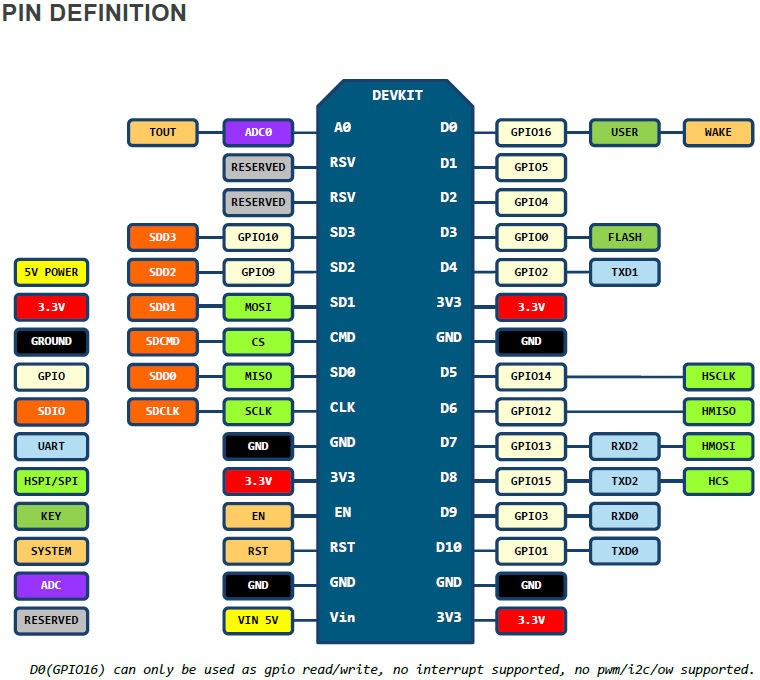 PIN DEFINITION
DEVKIT
TOUT ADC0 A0 D0 GPIO16 USER WAKE
RESERVED RSV D1 GPIO5
RESERVED RSV D2 GPIO4
SDD3 GPIO10 SD3 D3 GPIO0 FLASH
5V POWER SDD2 GPIO9 SD2 D4 GPIO2 TXD1
3.3V SDD1 MOSI SD1 3V3 3.3V
GROUND SDCMD CS CMD GND GND
GPIO SDD0 MISO SD0 D5 GPIO14 HSCLK
SDIO SDCLK SCLK CLK D6 GPIO12 HMISO
UART GND GND D7 GPIO13 RXD2 HMOSI
HSPI/SPI 3.3V 3V3 D8 GPIO15 TXD2 HCS
KEY EN EN D9 GPIO3 RXD0
SYSTEM RST RST D10 GPIO1 TXD0
ADC GND GND GND GND
RESERVED VIN 5V Vin 3V3 3.3V
D0(GPIO16) can only be used as gpio read/write, no interrupt supported, no pwm/i2c/ow supported.